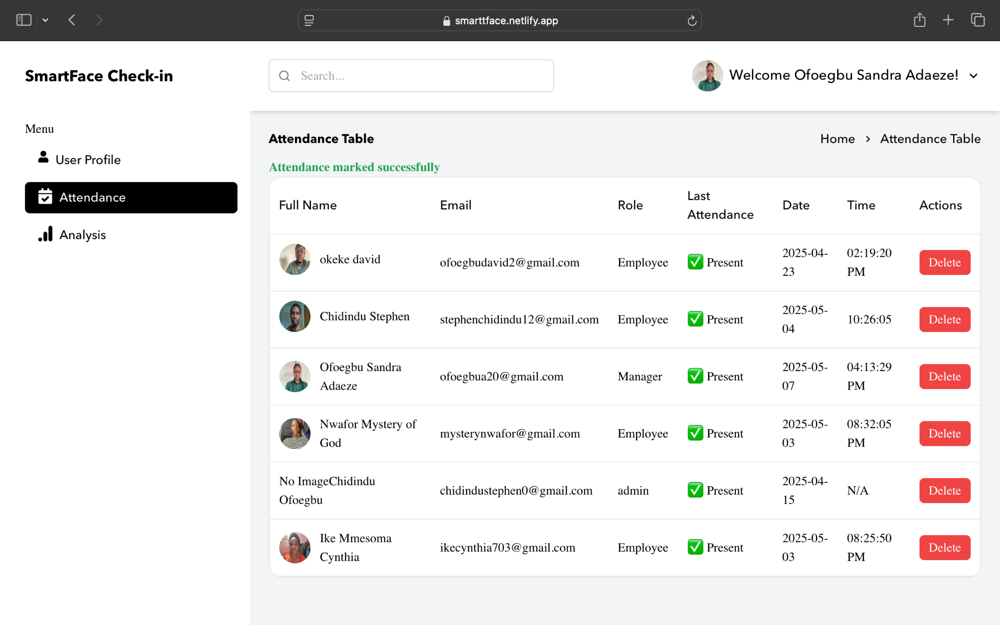 smarttface.netlify.app
SmartFace Check-in
Search...
Welcome Ofoegbu Sandra Adaeze!
Menu
User Profile
Attendance
Analysis
Attendance Table
Home > Attendance Table
Attendance marked successfully
Full Name Email Role Last Attendance Date Time Actions
okeke david ofoegbudavid2@gmail.com Employee ✅ Present 2025-04-23 02:19:20 PM Delete
Chidindu Stephen stephenchidindu12@gmail.com Employee ✅ Present 2025-05-04 10:26:05 Delete
Ofoegbu Sandra Adaeze ofoegbua20@gmail.com Manager ✅ Present 2025-05-07 04:13:29 PM Delete
Nwafor Mystery of God mysterynwafor@gmail.com Employee ✅ Present 2025-05-03 08:32:05 PM Delete
No ImageChidindu Ofoegbu chidindustephen0@gmail.com admin ✅ Present 2025-04-15 N/A Delete
Ike Mmesoma Cynthia ikecynthia703@gmail.com Employee ✅ Present 2025-05-03 08:25:50 PM Delete